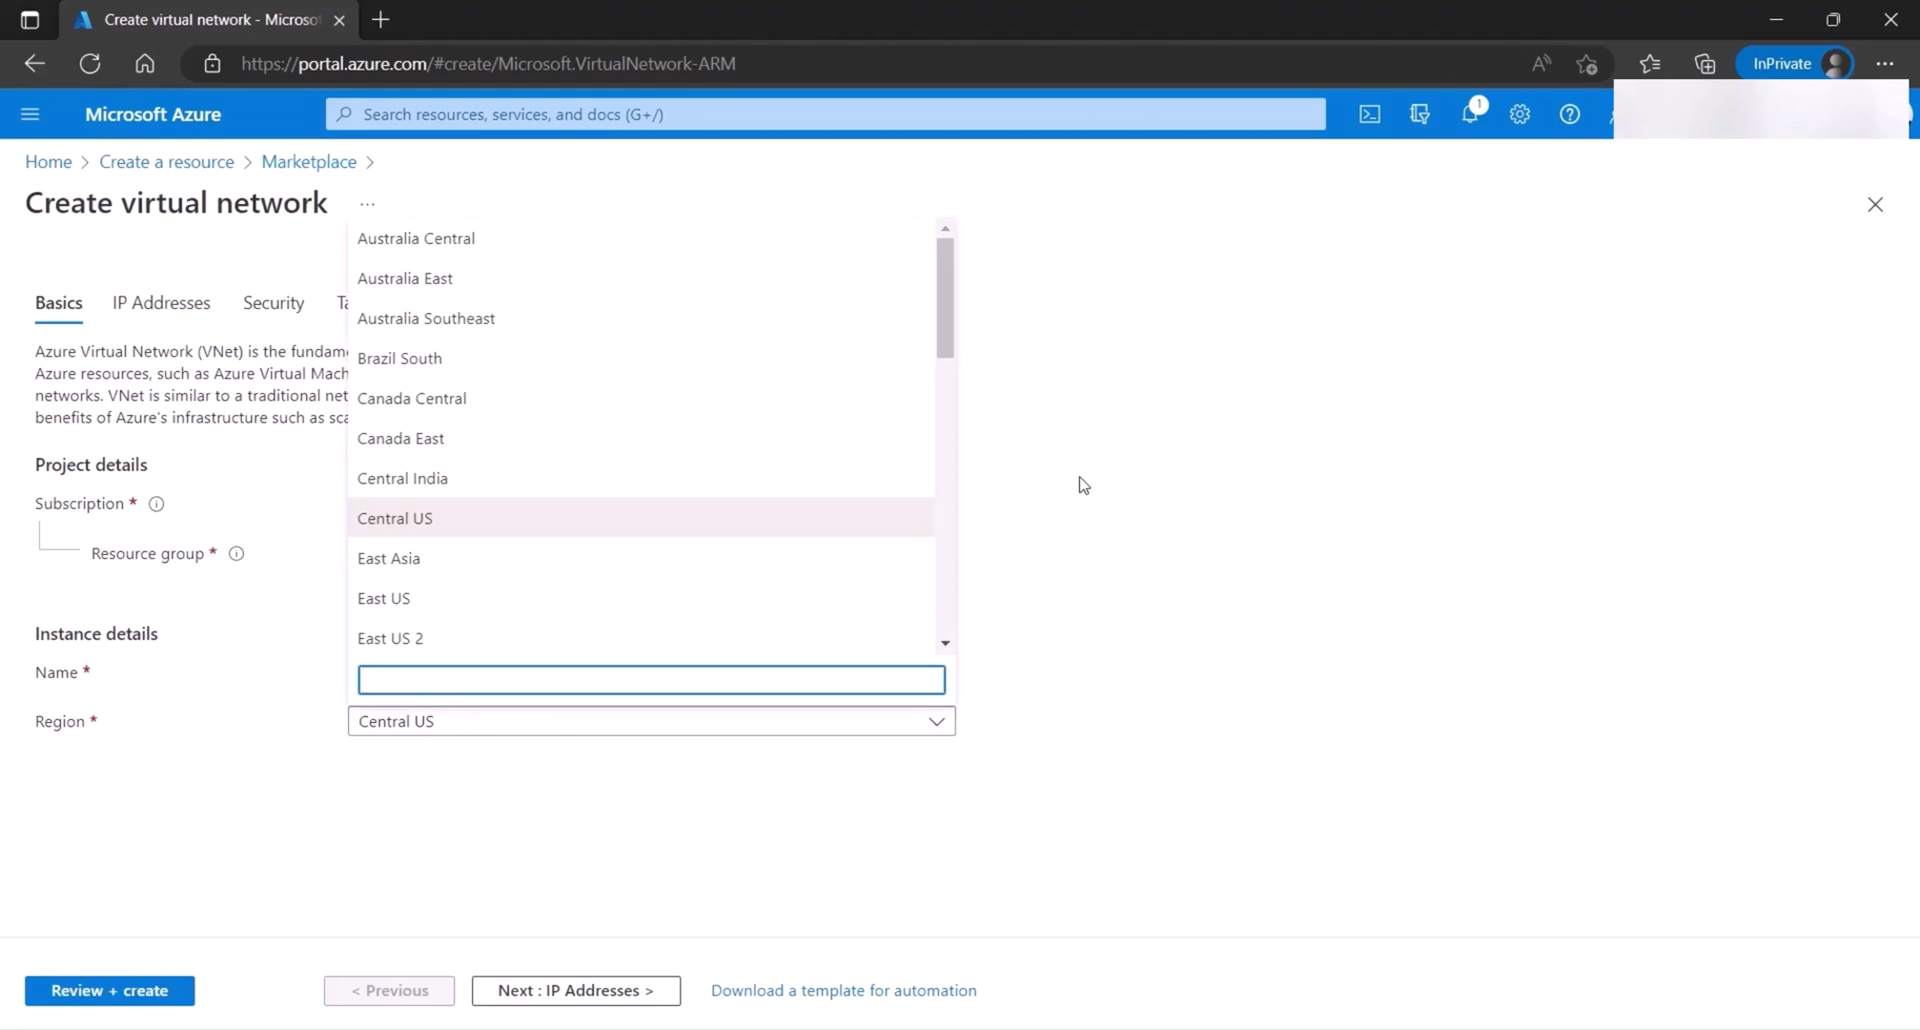 Create virtual network - Microso
https://portal.azure.com/#create/Microsoft.VirtualNetwork-ARM
InPrivate
Microsoft Azure
Search resources, services, and docs (G+/)
1
Home > Create a resource > Marketplace >
Create virtual network ...
Basics IP Addresses Security Ta
Azure Virtual Network (VNet) is the fundame
Azure resources, such as Azure Virtual Mach
networks. VNet is similar to a traditional net
benefits of Azure's infrastructure such as sca
Project details
Subscription *
Resource group *
Instance details
Name *
Region *
Australia Central
Australia East
Australia Southeast
Brazil South
Canada Central
Canada East
Central India
Central US
East Asia
East US
East US 2
Central US
Review + create
< Previous
Next : IP Addresses >
Download a template for automation